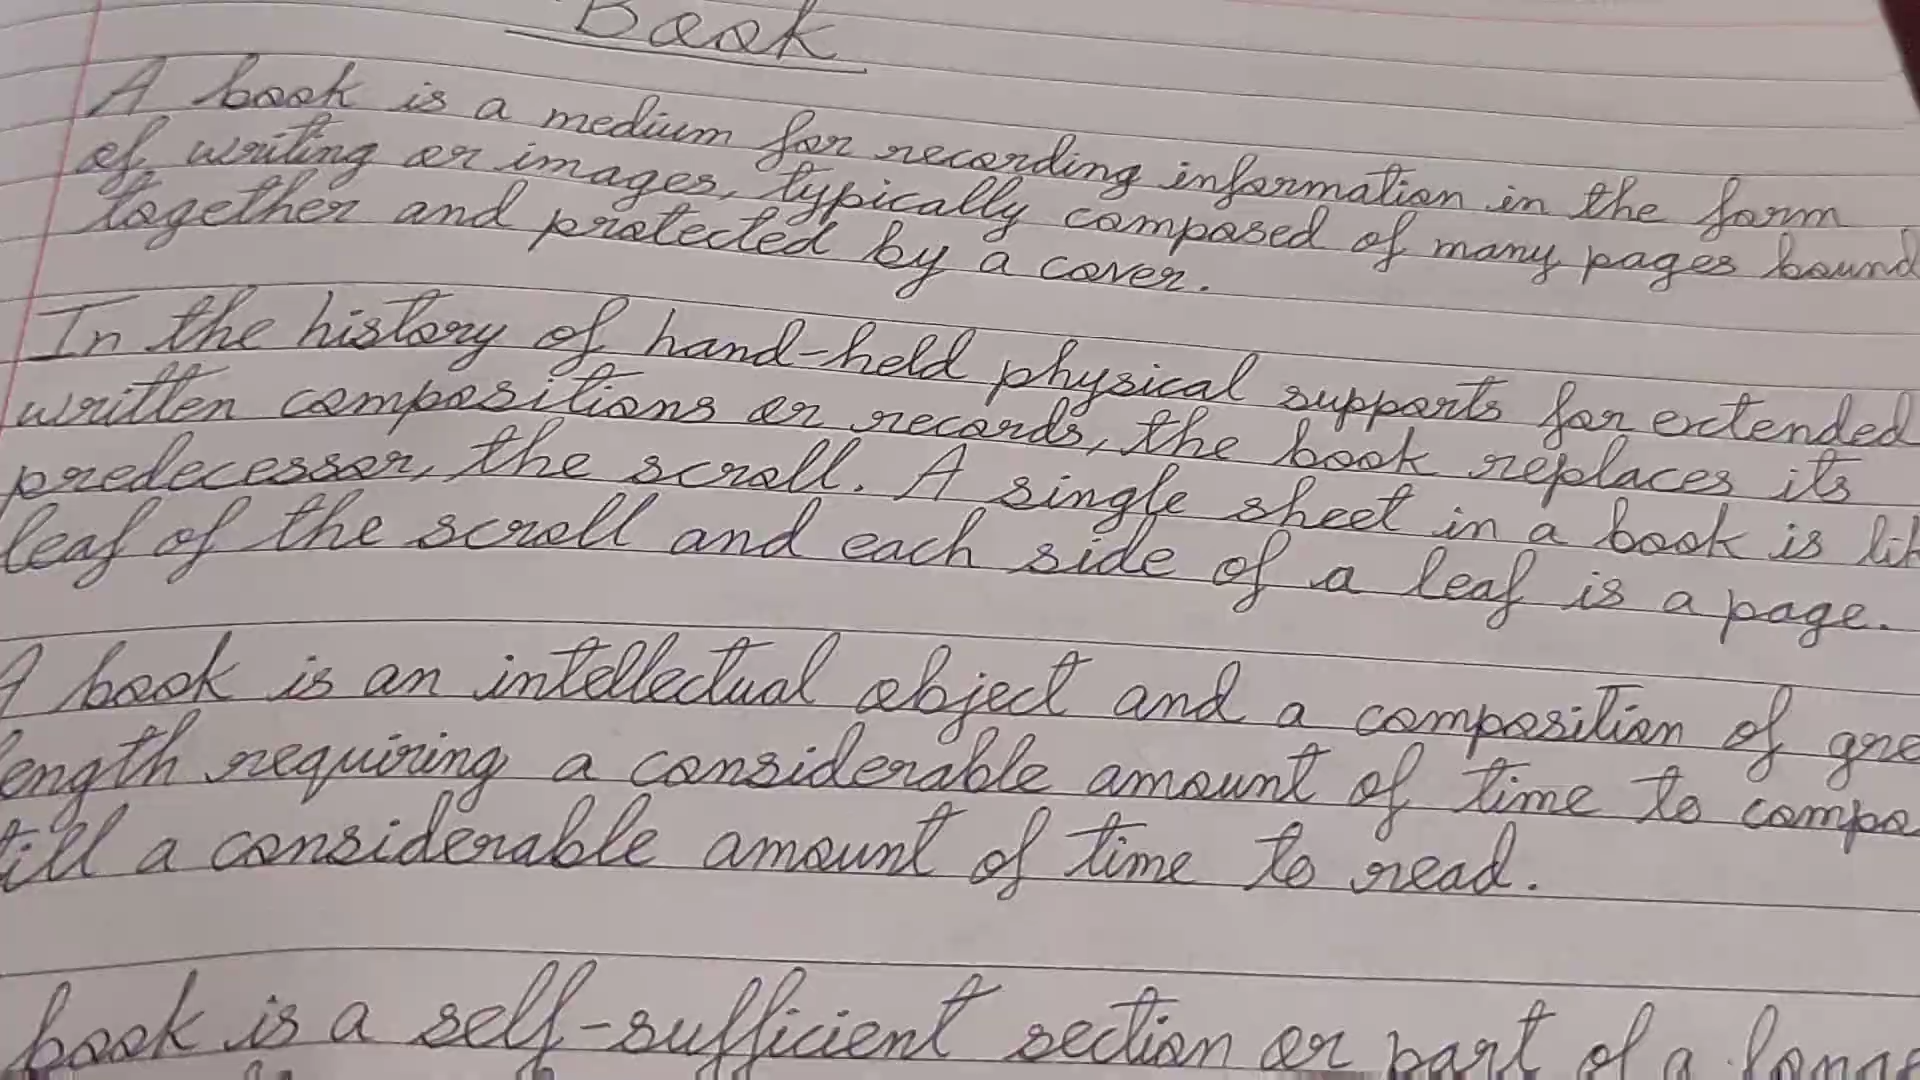 Book
A book is a medium for recording information in the form
of writing or images, typically composed of many pages bound
together and protected by a cover.
In the history of hand-held physical supports for extended
written compositions or records, the book replaces its
predecessor, the scroll. A single sheet in a book is
leaf of the scroll and each side of a leaf is a page.
A book is an intellectual object and a composition of
requiring a considerable amount of time to
a considerable amount of time to read.
book is a self-sufficient section or part of a